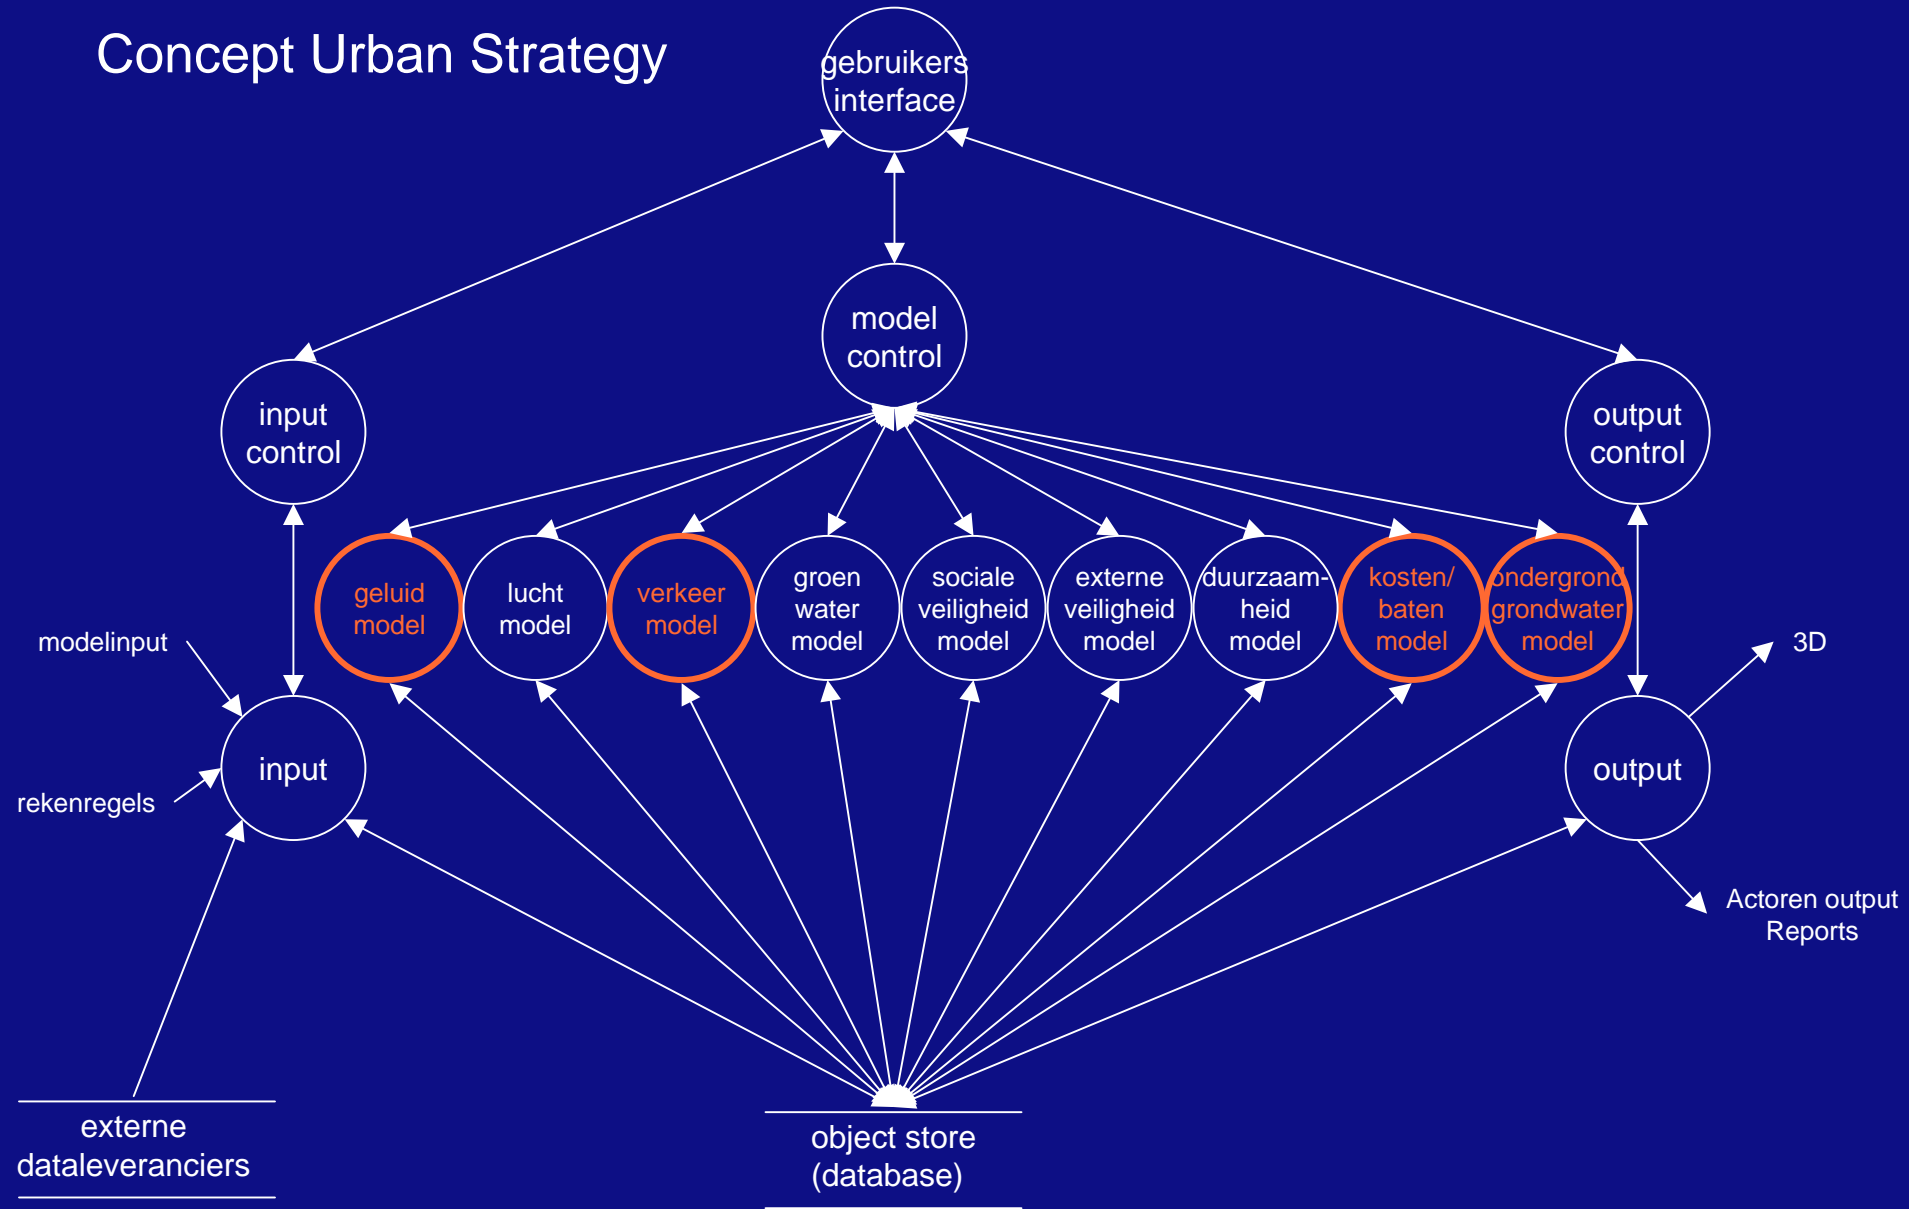 Concept Urban Strategy
gebruikers
interface
model
control
input
control
output
control
geluid
model
lucht
model
verkeer
model
groen
water
model
sociale
veiligheid
model
externe
veiligheid
model
duurzaam-
heid
model
kosten/
baten
model
ondergrond
grondwater
model
modelinput
3D
input
output
rekenregels
Actoren output
Reports
externe
dataleveranciers
object store
(database)